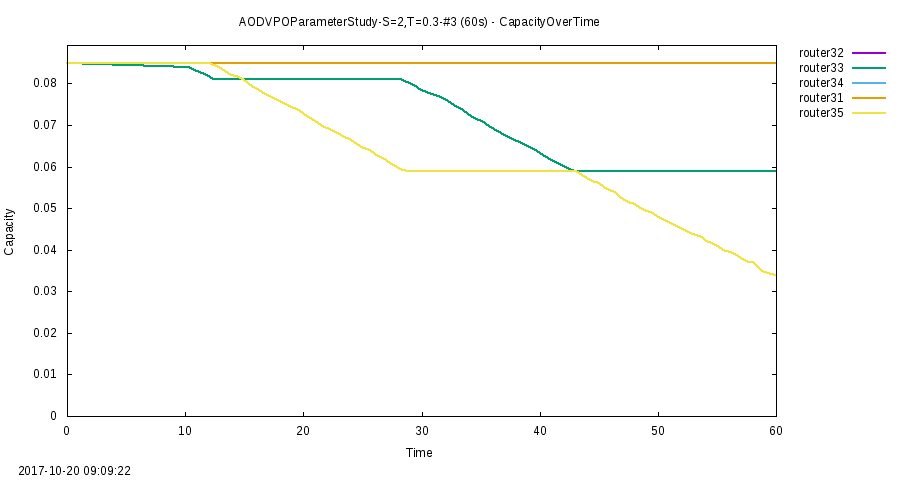 AODVPOParameterStudy-S=2,T=0.3-#3 (60s) - CapacityOverTime
router32
router33
router34
router31
router35
0.08
0.07
0.06
0.05
0.04
0.03
0.02
0.01
0
Capacity
0 10 20 30 40 50 60
Time
2017-10-20 09:09:22